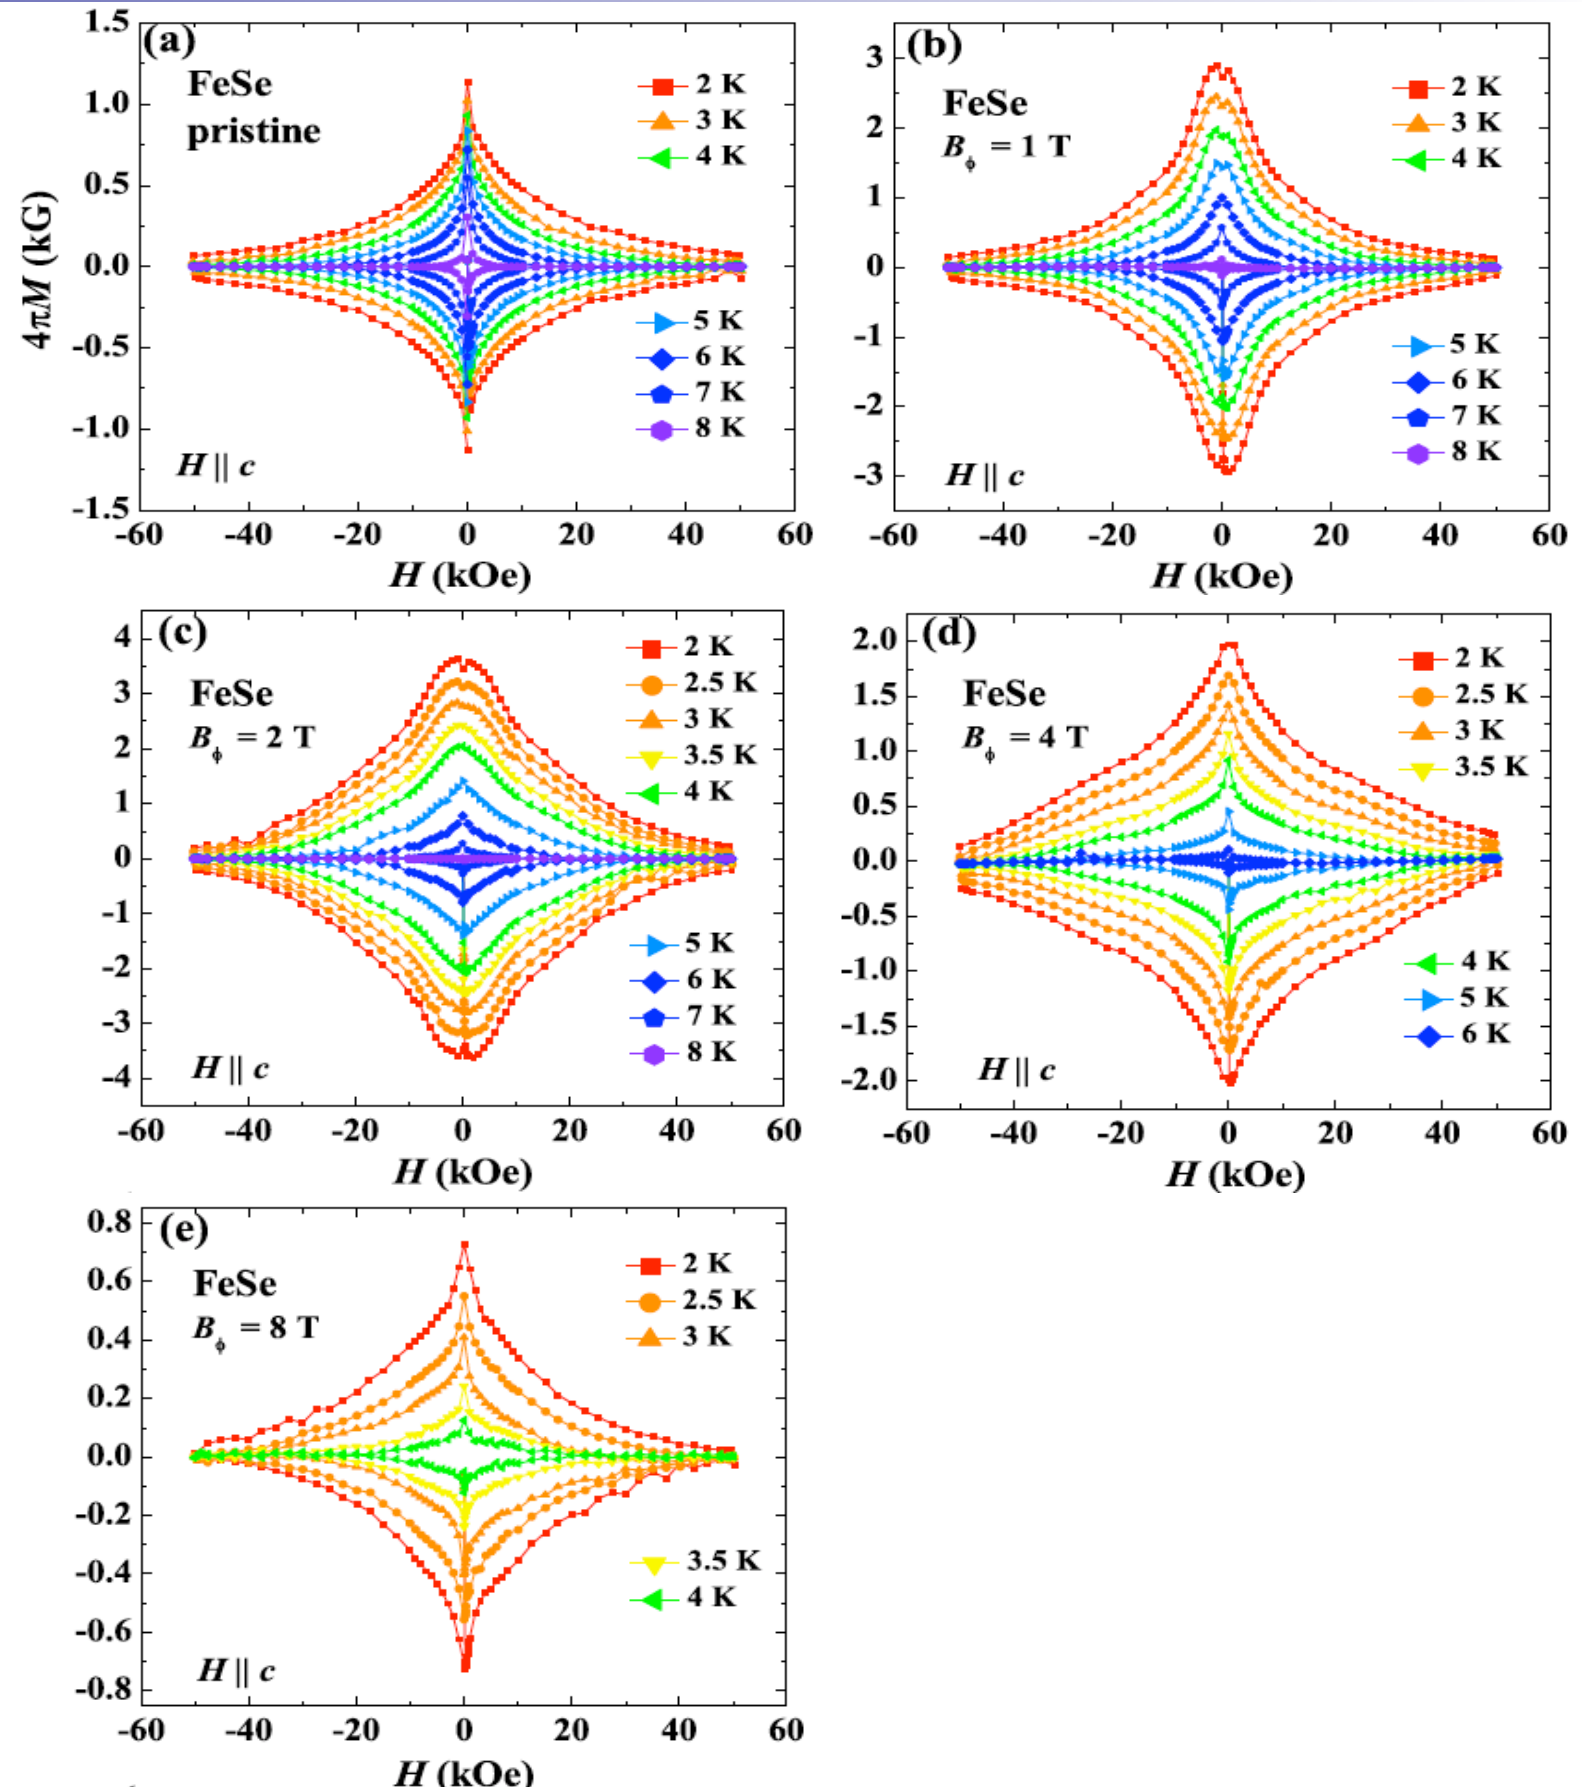 (a)
FeSe
pristine
2 K
3 K
4 K
5 K
6 K
7 K
8 K
H || c
1.5
1.0
0.5
0.0
-0.5
-1.0
-1.5
4πM (kG)
-60 -40 -20 0 20 40 60
H (kOe)
(b)
FeSe
Bϕ = 1 T
2 K
3 K
4 K
5 K
6 K
7 K
8 K
H || c
3
2
1
0
-1
-2
-3
-60 -40 -20 0 20 40 60
H (kOe)
(c)
FeSe
Bϕ = 2 T
2 K
2.5 K
3 K
3.5 K
4 K
5 K
6 K
7 K
8 K
H || c
4
3
2
1
0
-1
-2
-3
-4
-60 -40 -20 0 20 40 60
H (kOe)
(d)
FeSe
Bϕ = 4 T
2 K
2.5 K
3 K
3.5 K
4 K
5 K
6 K
H || c
2.0
1.5
1.0
0.5
0.0
-0.5
-1.0
-1.5
-2.0
-60 -40 -20 0 20 40 60
H (kOe)
(e)
FeSe
Bϕ = 8 T
2 K
2.5 K
3 K
3.5 K
4 K
H || c
0.8
0.6
0.4
0.2
0.0
-0.2
-0.4
-0.6
-0.8
-60 -40 -20 0 20 40 60
H (kOe)